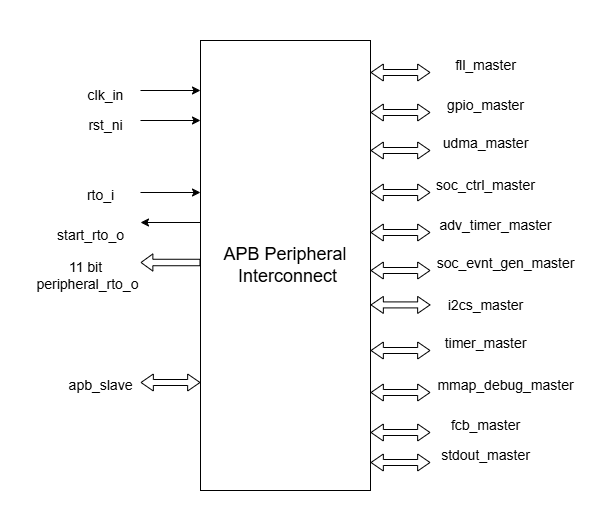 clk_in
rst_ni
rto_i
start_rto_o
11 bit
peripheral_rto_o
apb_slave
APB Peripheral
Interconnect
fll_master
gpio_master
udma_master
soc_ctrl_master
adv_timer_master
soc_evnt_gen_master
i2cs_master
timer_master
mmap_debug_master
fcb_master
stdout_master